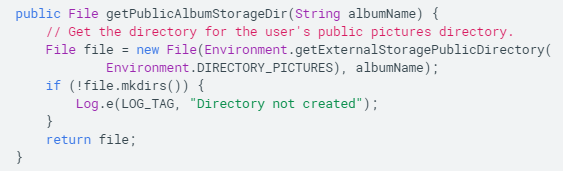 public File getPublicAlbumStorageDir(String albumName) {
    // Get the directory for the user's public pictures directory.
    File file = new File(Environment.getExternalStoragePublicDirectory(
            Environment.DIRECTORY_PICTURES), albumName);
    if (!file.mkdirs()) {
        Log.e(LOG_TAG, "Directory not created");
    }
    return file;
}